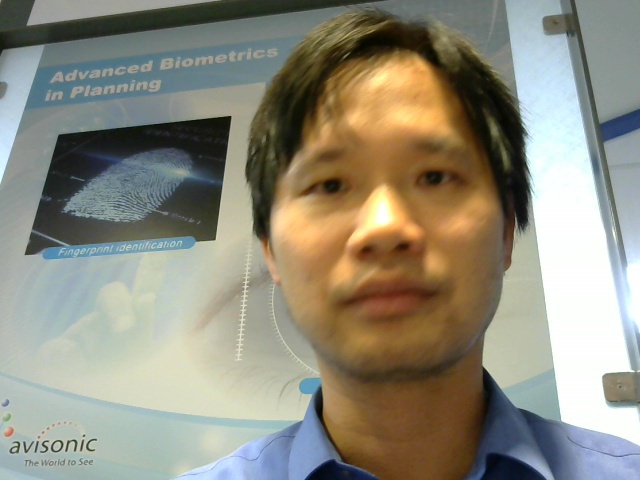 Advanced Biometrics
in Planning
Fingerprint identification
avisonic
The World to See